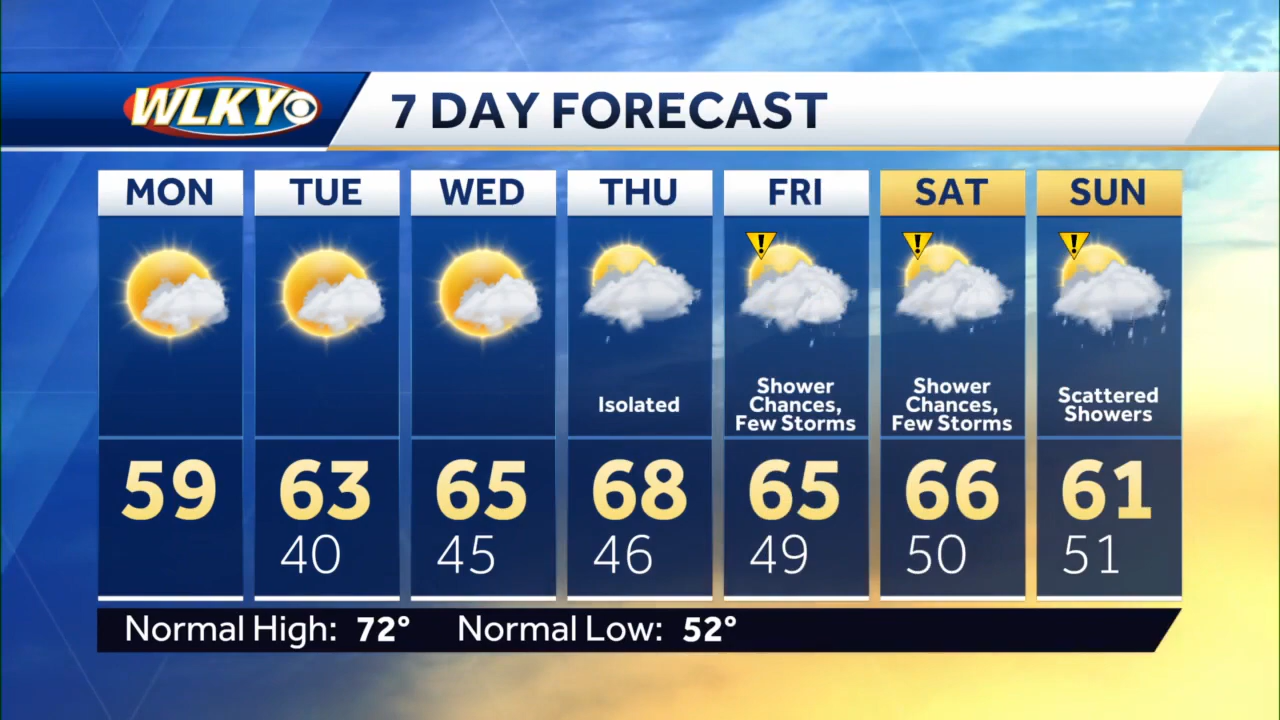 WLKY
7 DAY FORECAST
MON TUE WED THU FRI SAT SUN
!
!
!
Isolated
Shower
Chances,
Few Storms
Shower
Chances,
Few Storms
Scattered
Showers
59 63 65 68 65 66 61
40 45 46 49 50 51
Normal High: 72° Normal Low: 52°